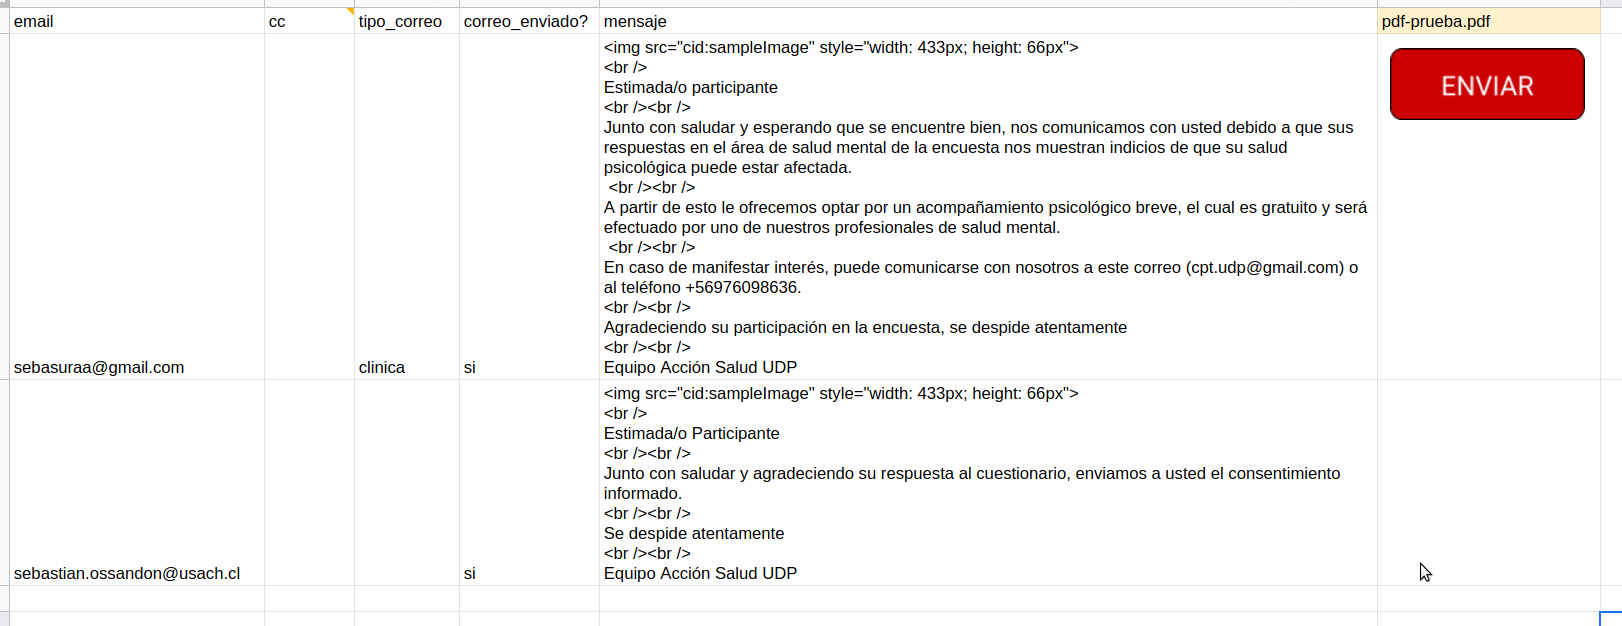 email cc tipo_correo correo_enviado? mensaje pdf-prueba.pdf
<img src="cid:sampleImage" style="width: 433px; height: 66px">
<br />
ENVIAR
Estimada/o participante
<br /><br />
Junto con saludar y esperando que se encuentre bien, nos comunicamos con usted debido a que sus
respuestas en el área de salud mental de la encuesta nos muestran indicios de que su salud
psicológica puede estar afectada.
<br /><br />
A partir de esto le ofrecemos optar por un acompañamiento psicológico breve, el cual es gratuito y será
efectuado por uno de nuestros profesionales de salud mental.
<br /><br />
En caso de manifestar interés, puede comunicarse con nosotros a este correo (cpt.udp@gmail.com) o
al teléfono +56976098636.
<br /><br />
Agradeciendo su participación en la encuesta, se despide atentamente
<br /><br />
sebasuraa@gmail.com clinica si Equipo Acción Salud UDP
<img src="cid:sampleImage" style="width: 433px; height: 66px">
<br />
Estimada/o Participante
<br /><br />
Junto con saludar y agradeciendo su respuesta al cuestionario, enviamos a usted el consentimiento
informado.
<br /><br />
Se despide atentamente
<br /><br />
sebastian.ossandon@usach.cl si Equipo Acción Salud UDP